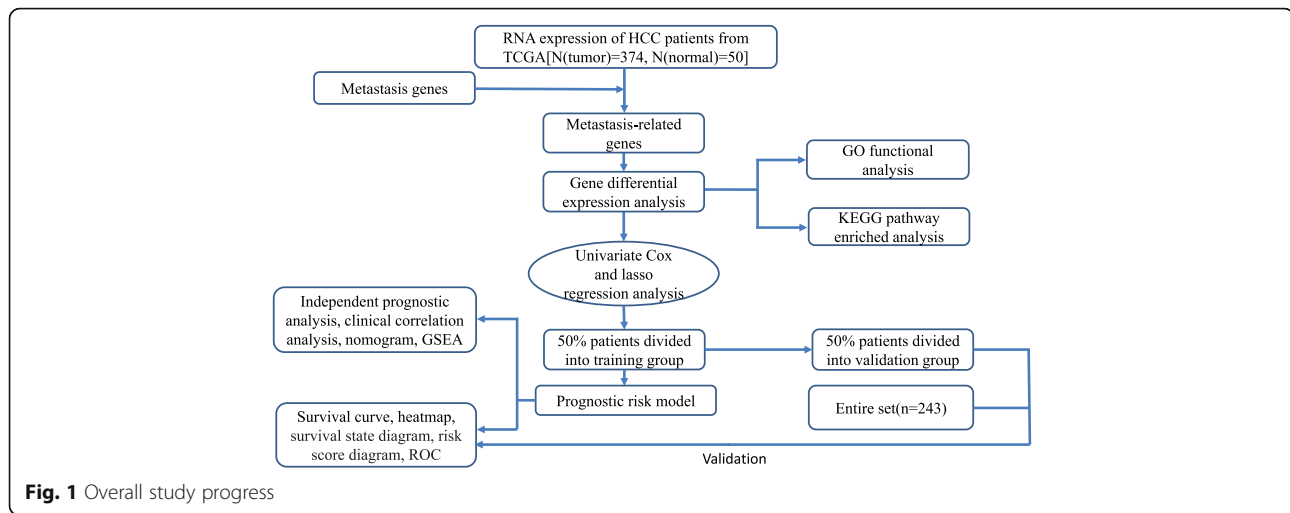 RNA expression of HCC patients from
TCGA[N(tumor)=374, N(normal)=50]
Metastasis genes
Metastasis-related
genes
GO functional
analysis
Gene differential
expression analysis
KEGG pathway
enriched analysis
Univariate Cox
and lasso
regression analysis
Independent prognostic
analysis, clinical correlation
analysis, nomogram, GSEA
50% patients divided
into training group
50% patients divided
into validation group
Prognostic risk model
Entire set(n=243)
Survival curve, heatmap,
survival state diagram, risk
score diagram, ROC
Validation
Fig. 1 Overall study progress